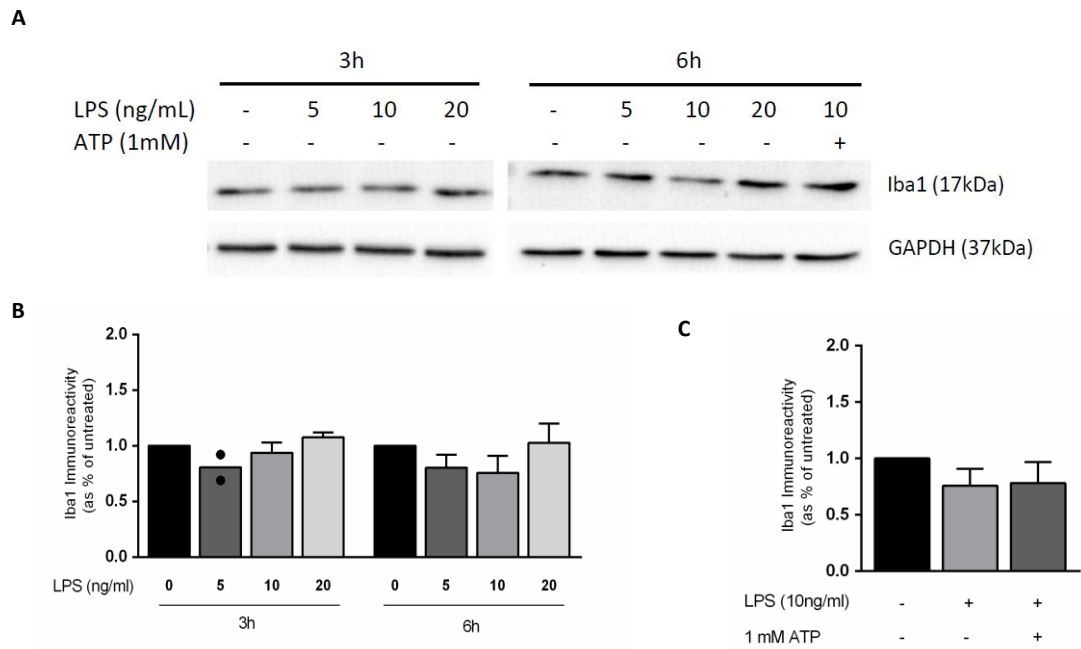 A
3h 6h
LPS (ng/mL) - 5 10 20 - 5 10 20 10
ATP (1mM) - - - - - - - - +
Iba1 (17kDa)
GAPDH (37kDa)
B
Iba1 Immunoreactivity
(as % of untreated)
2.0
1.5
1.0
0.5
0.0
LPS (ng/ml) 0 5 10 20 0 5 10 20
3h 6h
C
Iba1 Immunoreactivity
(as % of untreated)
2.0
1.5
1.0
0.5
0.0
LPS (10ng/ml) - + +
1 mM ATP - - +